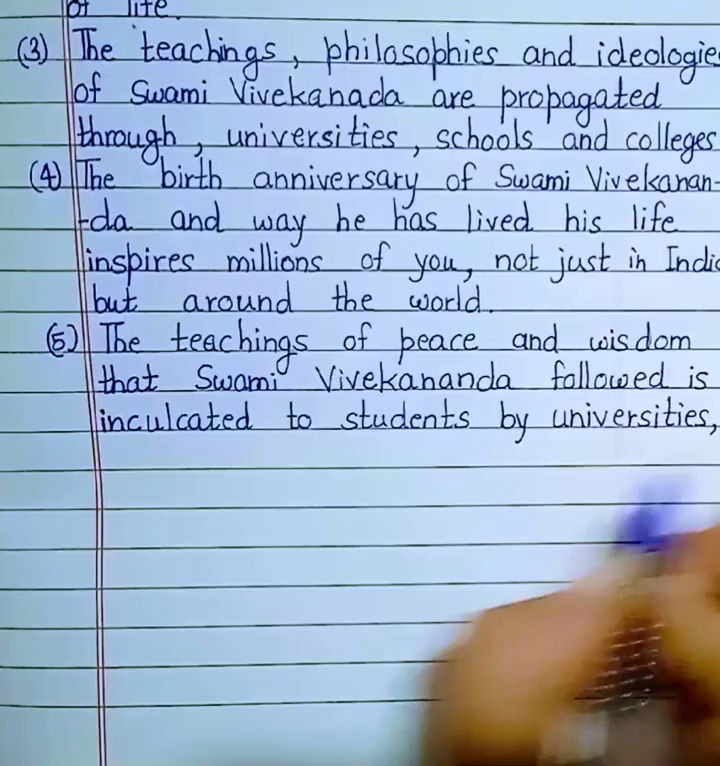 of life.
(3) The teachings, philosophies and ideologie
of Swami Vivekanada are propagated
through, universities, schools and colleges
(4) The birth anniversary of Swami Vivekanan-
-da and way he has lived his life
inspires millions of you, not just in Indi
but around the world.
(5) The teachings of peace and wisdom
that Swami Vivekananda followed is
inculcated to students by universities,